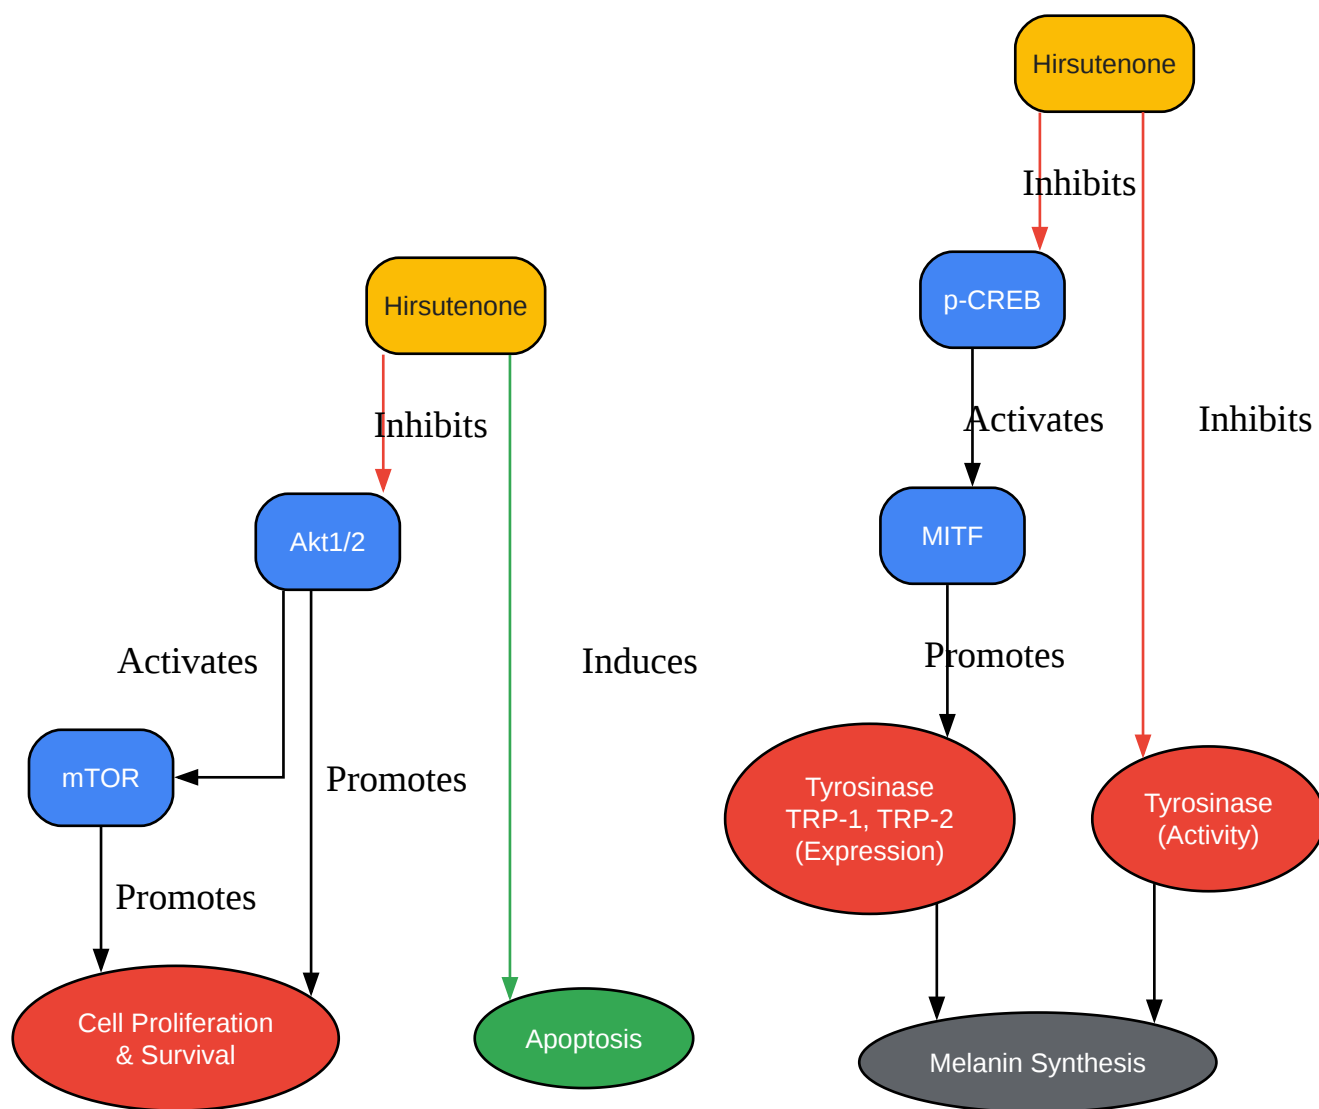 Hirsutenone
Inhibits
Akt1/2
Activates
Induces
mTOR
Promotes
Promotes
Cell Proliferation
& Survival
Apoptosis
Hirsutenone
Inhibits
p-CREB
Activates
Inhibits
MITF
Promotes
Tyrosinase
TRP-1, TRP-2
(Expression)
Tyrosinase
(Activity)
Melanin Synthesis